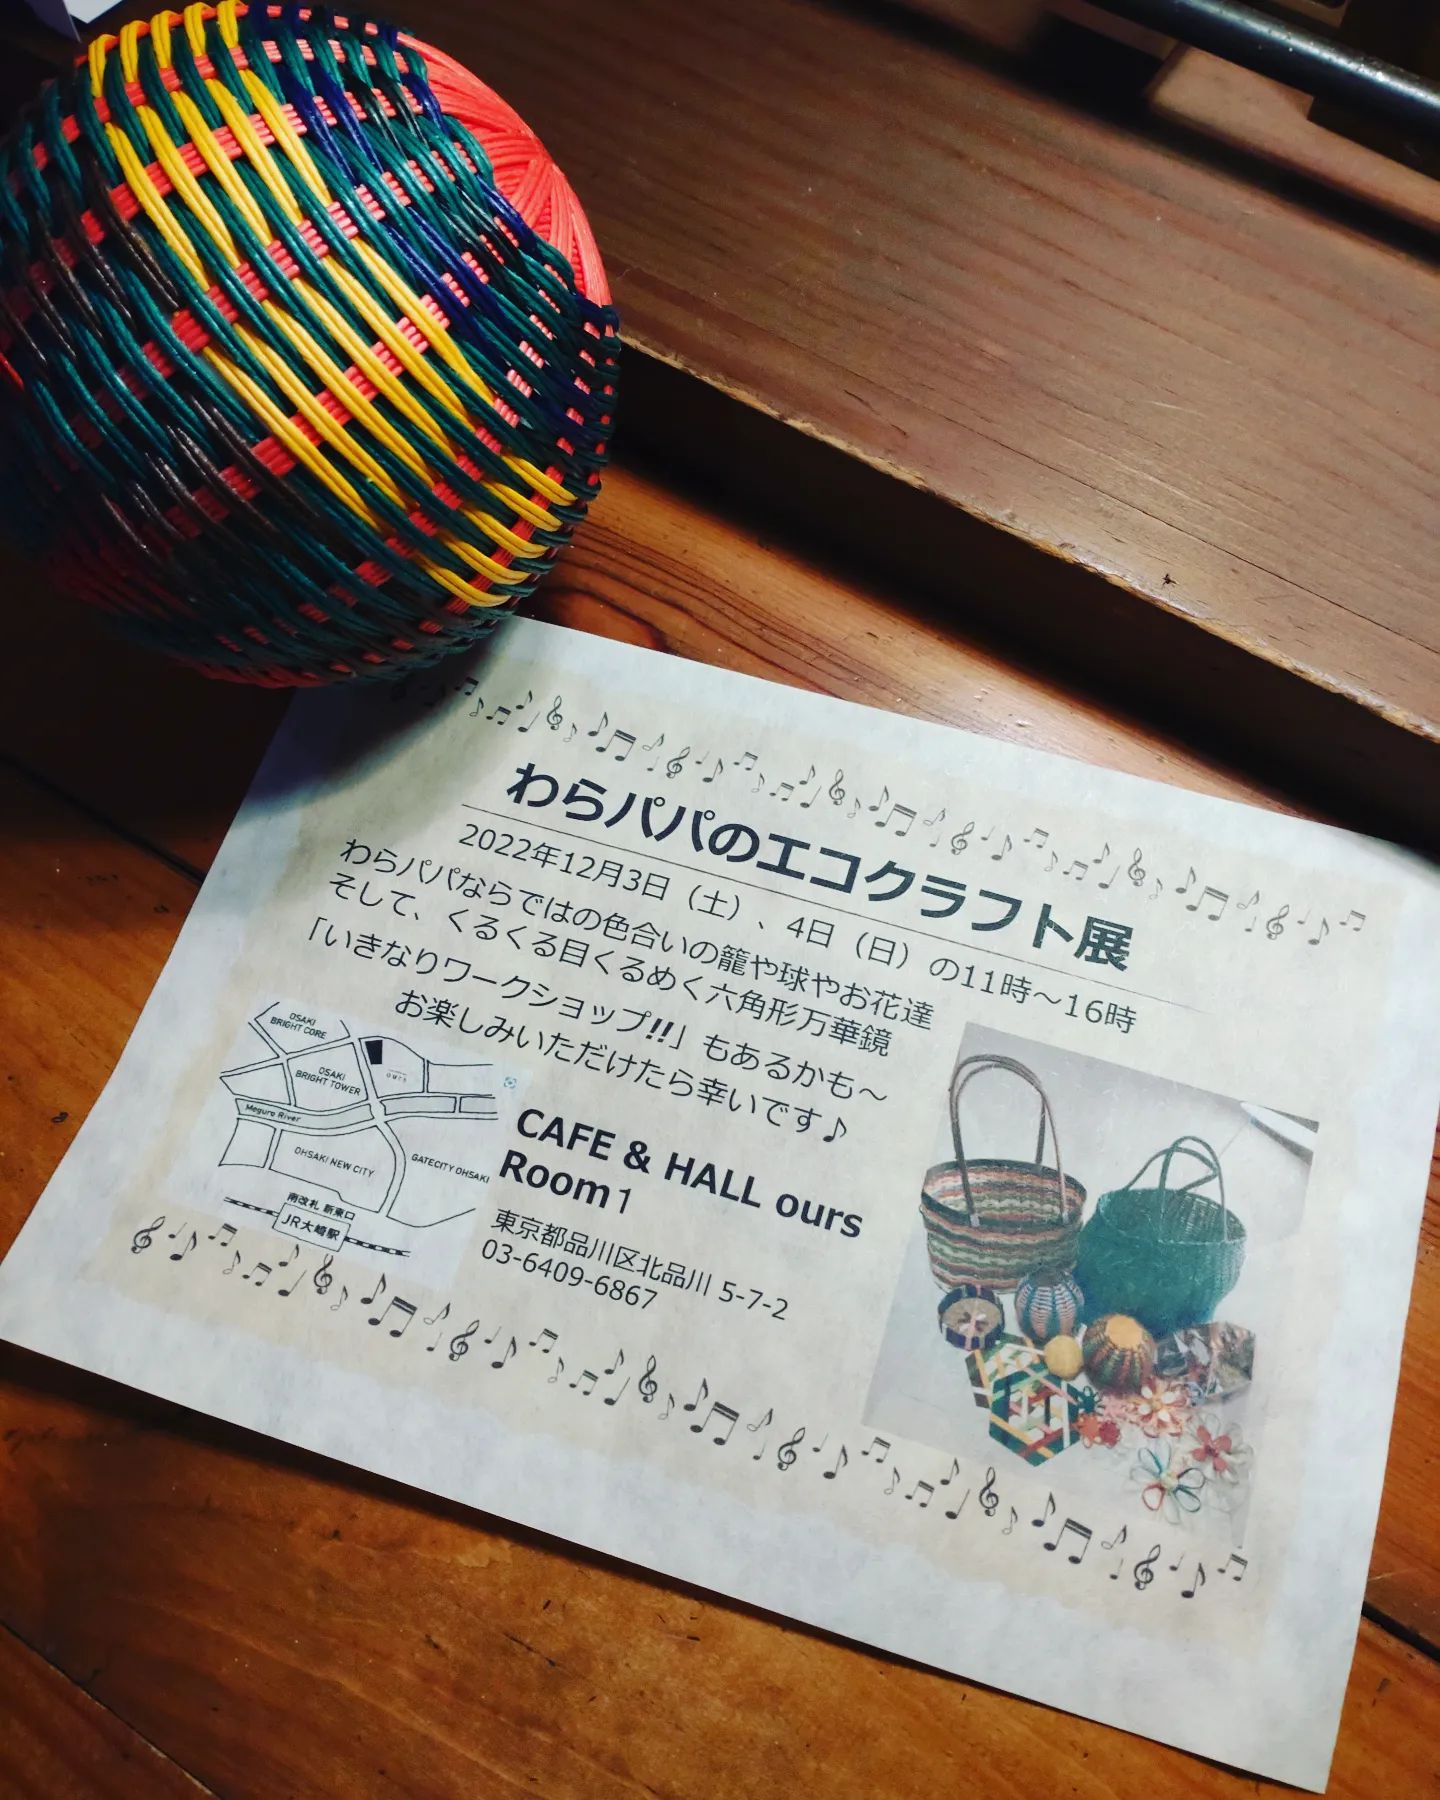 わらパパのエコクラフト展
2022年12月3日（土）、4日（日）の11時～16時
わらパパならではの色合いの籠や球やお花達
そして、くるくる目くるめく六角形万華鏡
「いきなりワークショップ!!」もあるかも～
お楽しみいただけたら幸いです♪
OSAKI
BRIGHT CORE
OSAKI
BRIGHT TOWER
ours
Meguro River
OHSAKI NEW CITY
GATECITY OHSAKI
南改札 新東口
JR大崎駅
CAFE & HALL ours
Room1
東京都品川区北品川 5-7-2
03-6409-6867